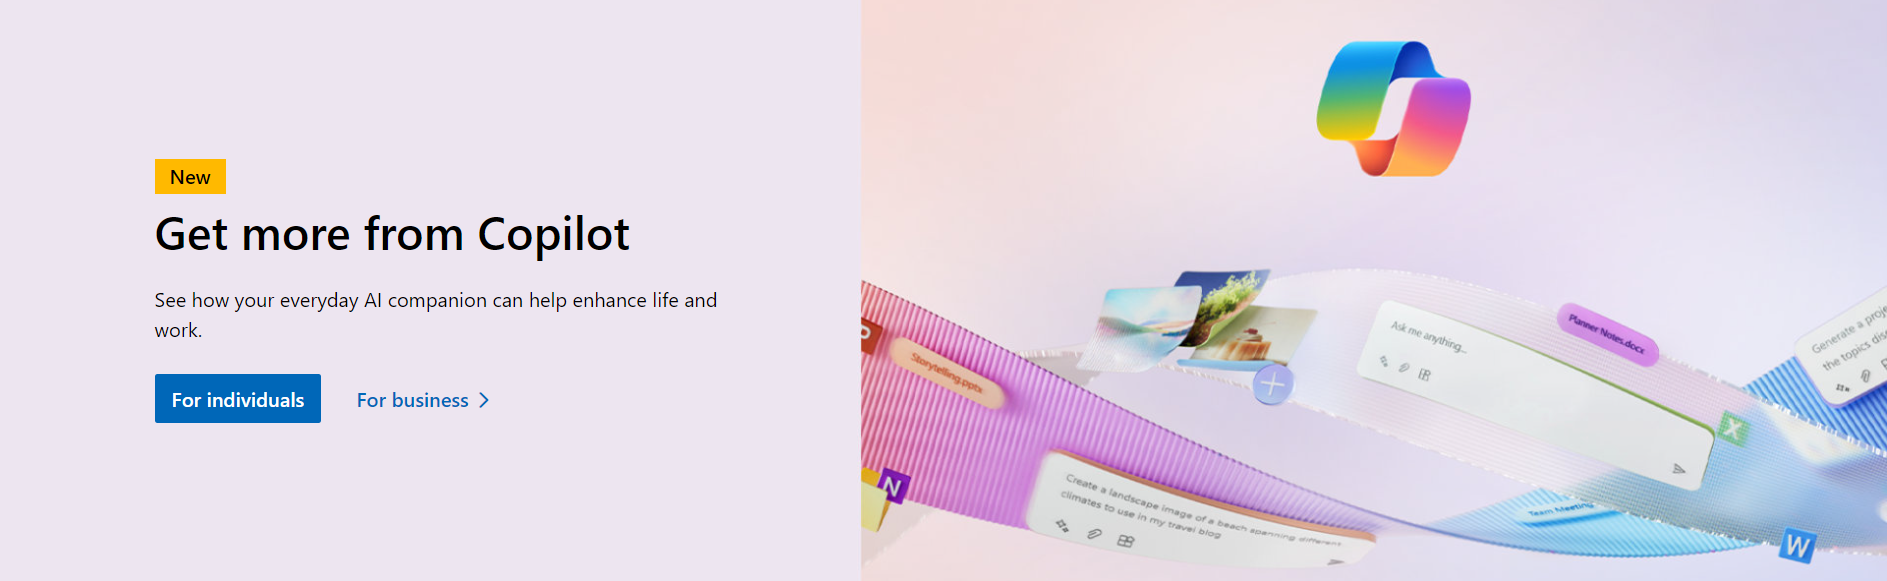 New
Get more from Copilot
See how your everyday AI companion can help enhance life and
work.
For individuals
For business
Storytelling.pptx
N
Create a landscape image of a beach spanning different
climates to use in my travel blog
Ask me anything...
Planner Notes.docx
X
Generate a
the topics
Team Meeting
W